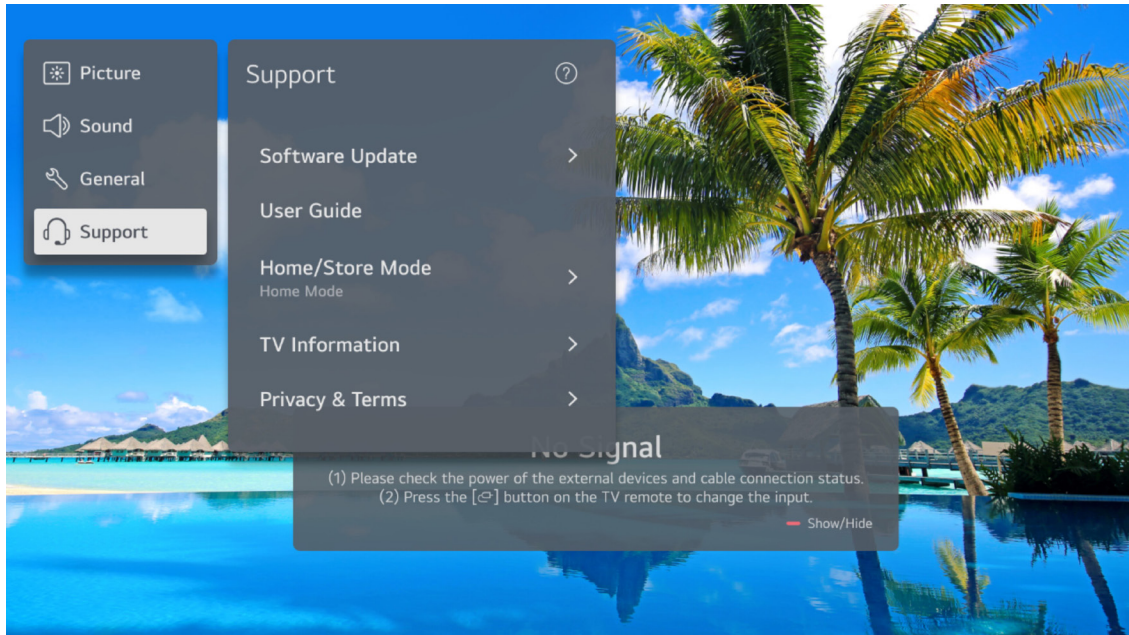 Picture
Sound
General
Support
Support
Software Update
User Guide
Home/Store Mode
Home Mode
TV Information
Privacy & Terms
No Signal
(1) Please check the power of the external devices and cable connection status.
(2) Press the [ ] button on the TV remote to change the input.
Show/Hide